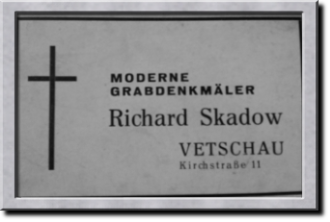 MODERNE
GRABDENKMÄLER
Richard Skadow
VETSCHAU
Kirchstraße 11